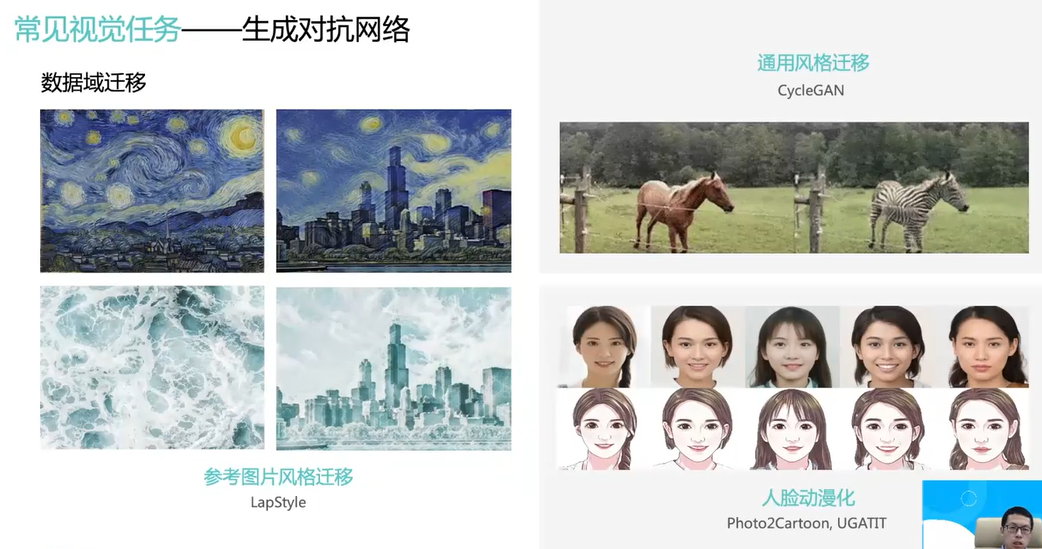 常见视觉任务——生成对抗网络
数据域迁移
参考图片风格迁移
LapStyle
通用风格迁移
CycleGAN
人脸动漫化
Photo2Cartoon, UGATIT